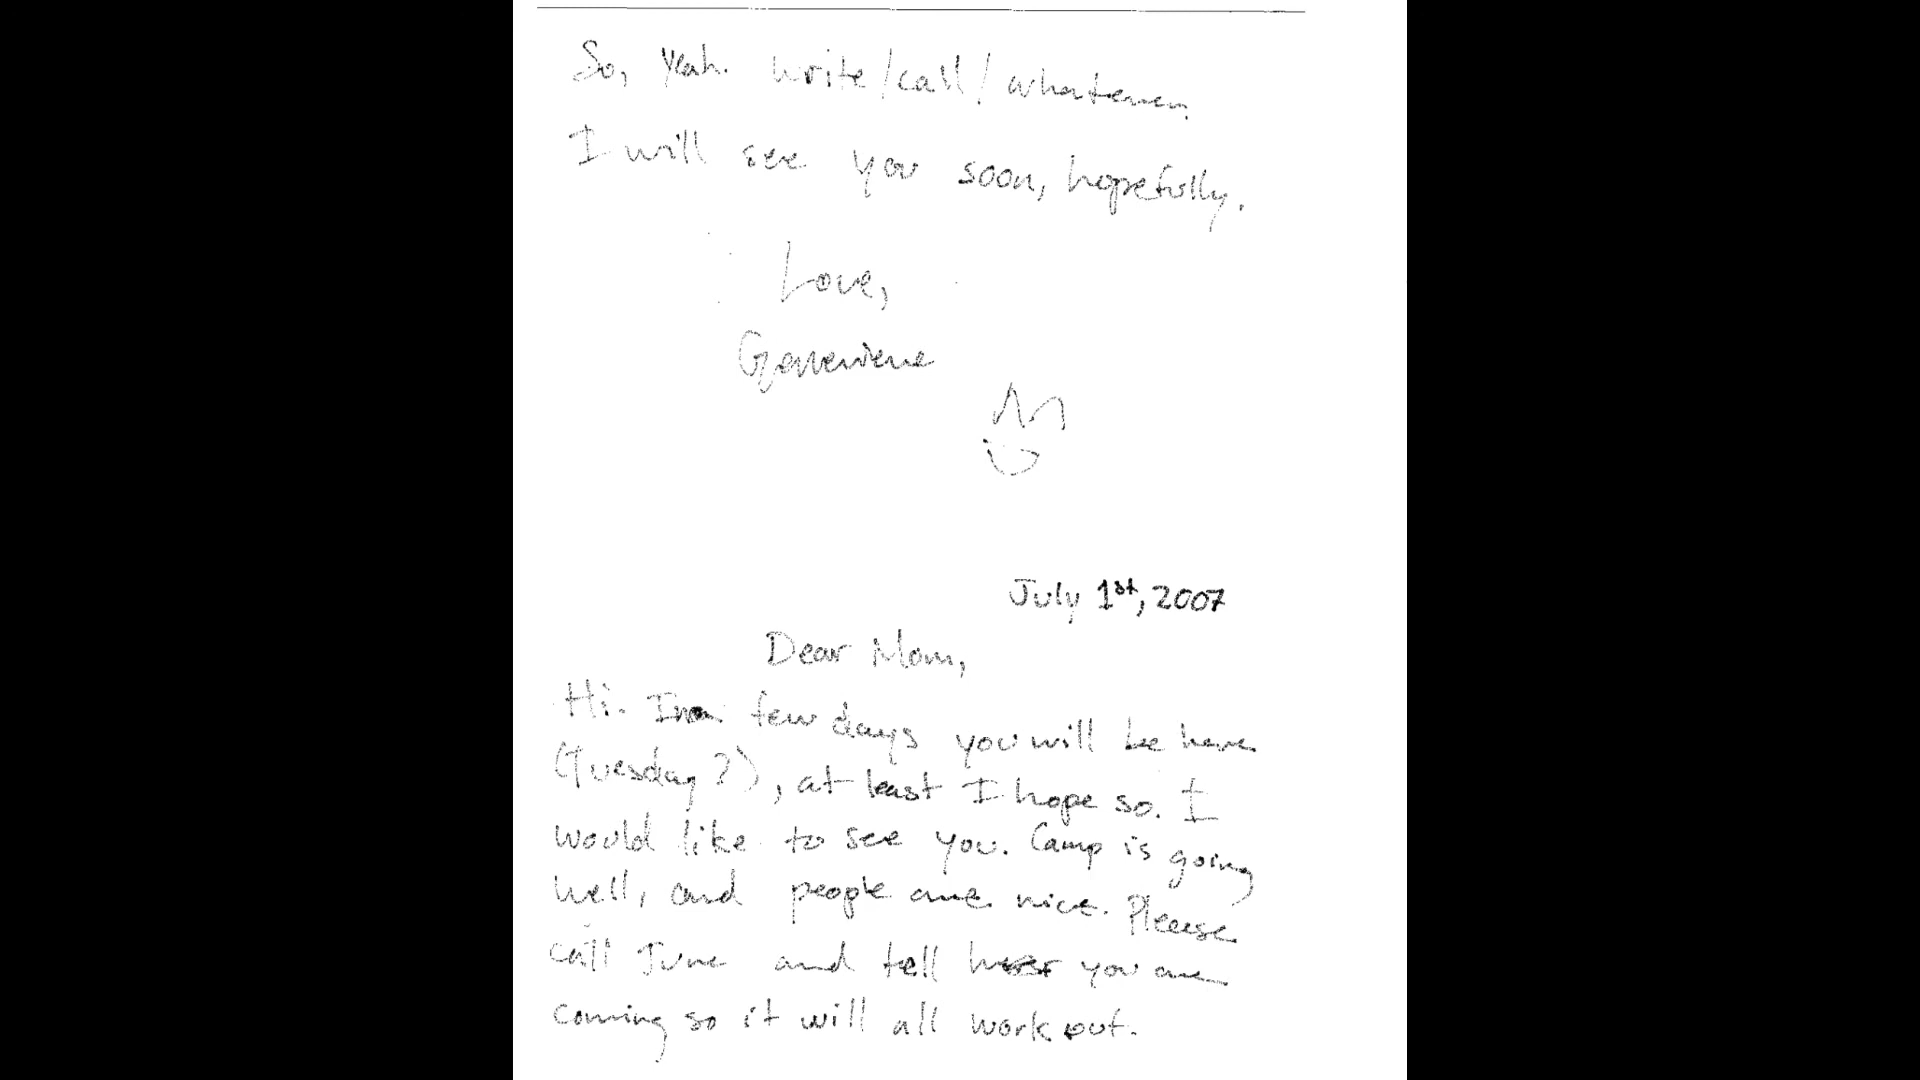 So, yeah. Write/call/whatever.
I will see you soon, hopefully.
Love,
Genevieve
July 1st, 2007
Dear Mom,
Hi. In a few days you will be here
(Tuesday?), at least I hope so. I
would like to see you. Camp is going
well, and people are nice. Please
call June and tell her you are
coming so it will all work out.